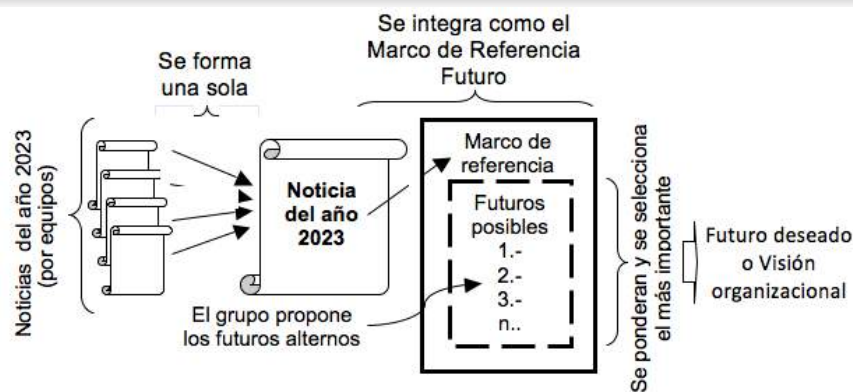 Noticias del año 2023
(por equipos)
Se forma
una sola
Noticia
del año
2023
El grupo propone
los futuros alternos
Se integra como el
Marco de Referencia
Futuro
Marco de
referencia
Futuros
posibles
1.-
2.-
3.-
n..
Se ponderan y se selecciona
el más importante
Futuro deseado
o Visión
organizacional